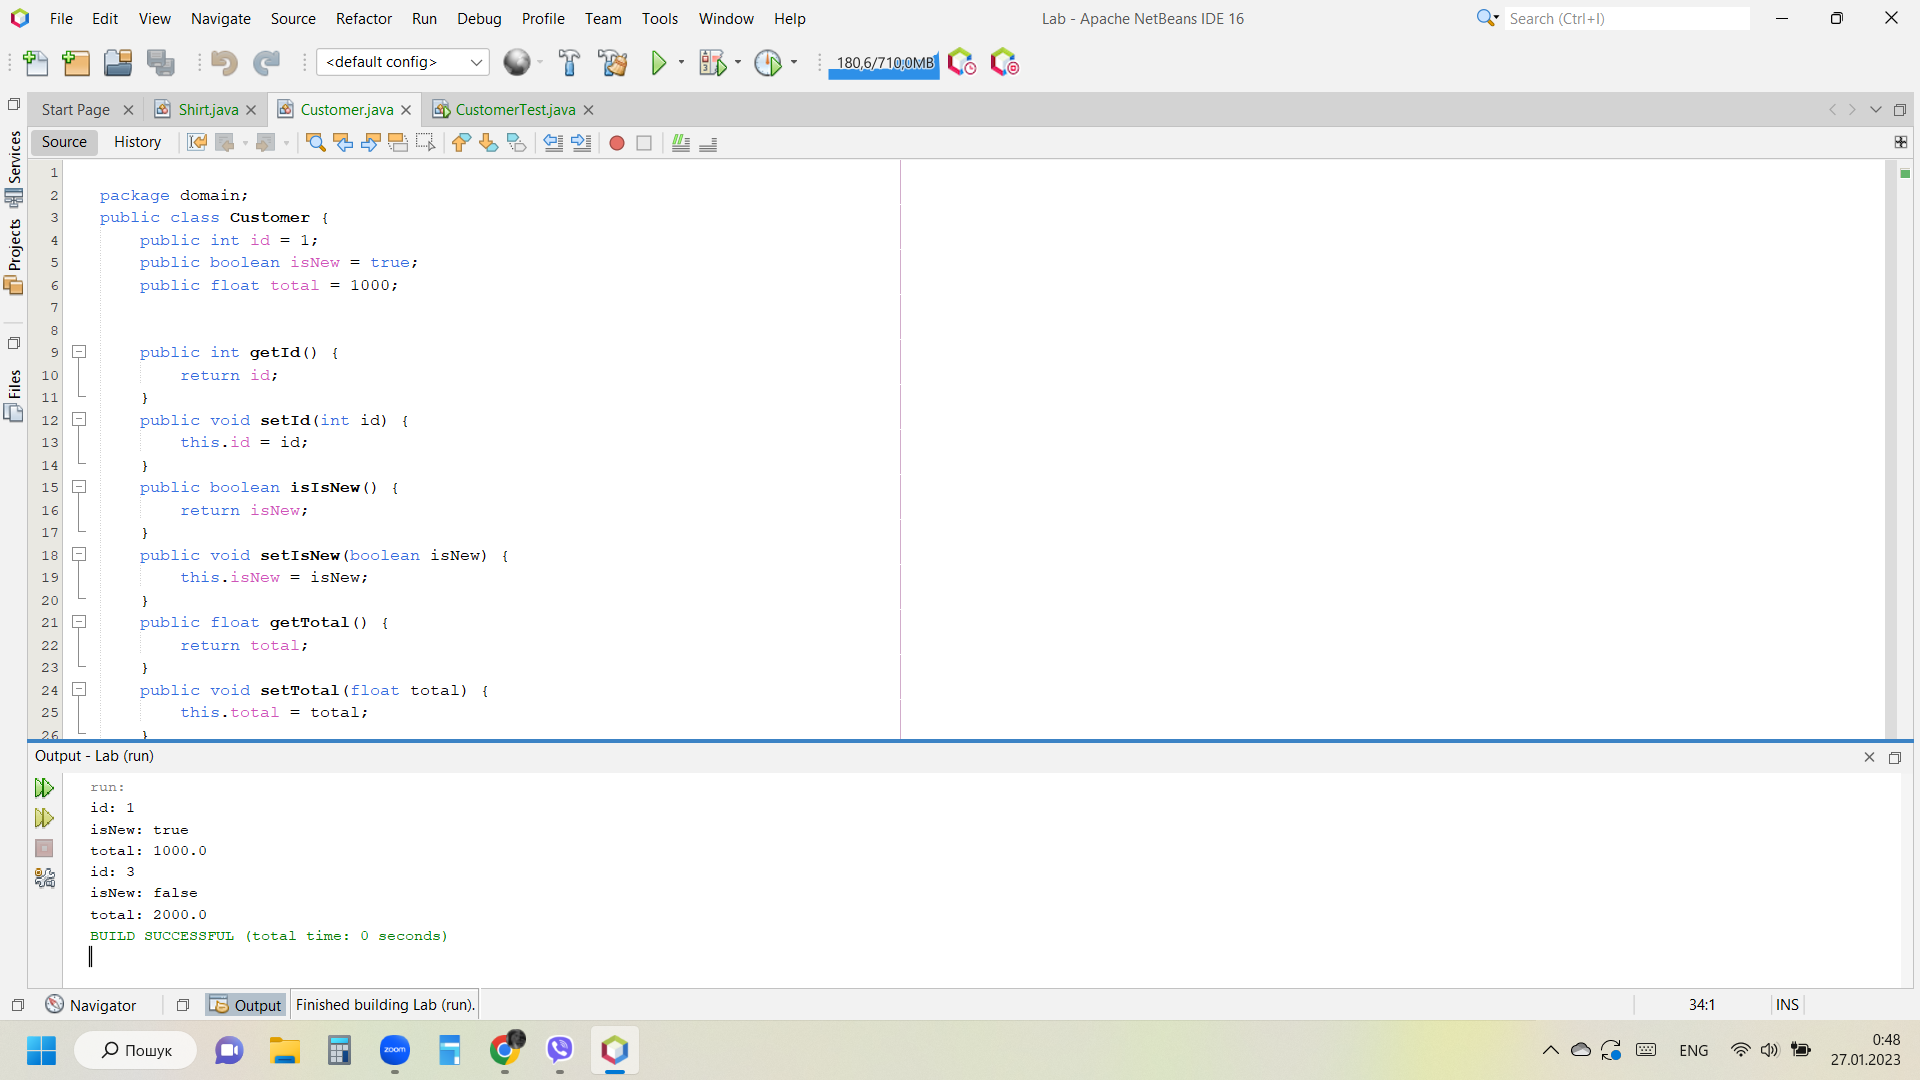 File Edit View Navigate Source Refactor Run Debug Profile Team Tools Window Help
Lab - Apache NetBeans IDE 16
Search (Ctrl+I)
<default config>
180,6/710,0MB
Start Page
Shirt.java
Customer.java
CustomerTest.java
Source History
Services
Projects
Files
1
2 package domain;
3 public class Customer {
4 public int id = 1;
5 public boolean isNew = true;
6 public float total = 1000;
7
8
9 public int getId() {
10 return id;
11 }
12 public void setId(int id) {
13 this.id = id;
14 }
15 public boolean isIsNew() {
16 return isNew;
17 }
18 public void setIsNew(boolean isNew) {
19 this.isNew = isNew;
20 }
21 public float getTotal() {
22 return total;
23 }
24 public void setTotal(float total) {
25 this.total = total;
26 }
Output - Lab (run)
run:
id: 1
isNew: true
total: 1000.0
id: 3
isNew: false
total: 2000.0
BUILD SUCCESSFUL (total time: 0 seconds)
Navigator
Output
Finished building Lab (run).
34:1
INS
Пошук
zoom
ENG
0:48
27.01.2023